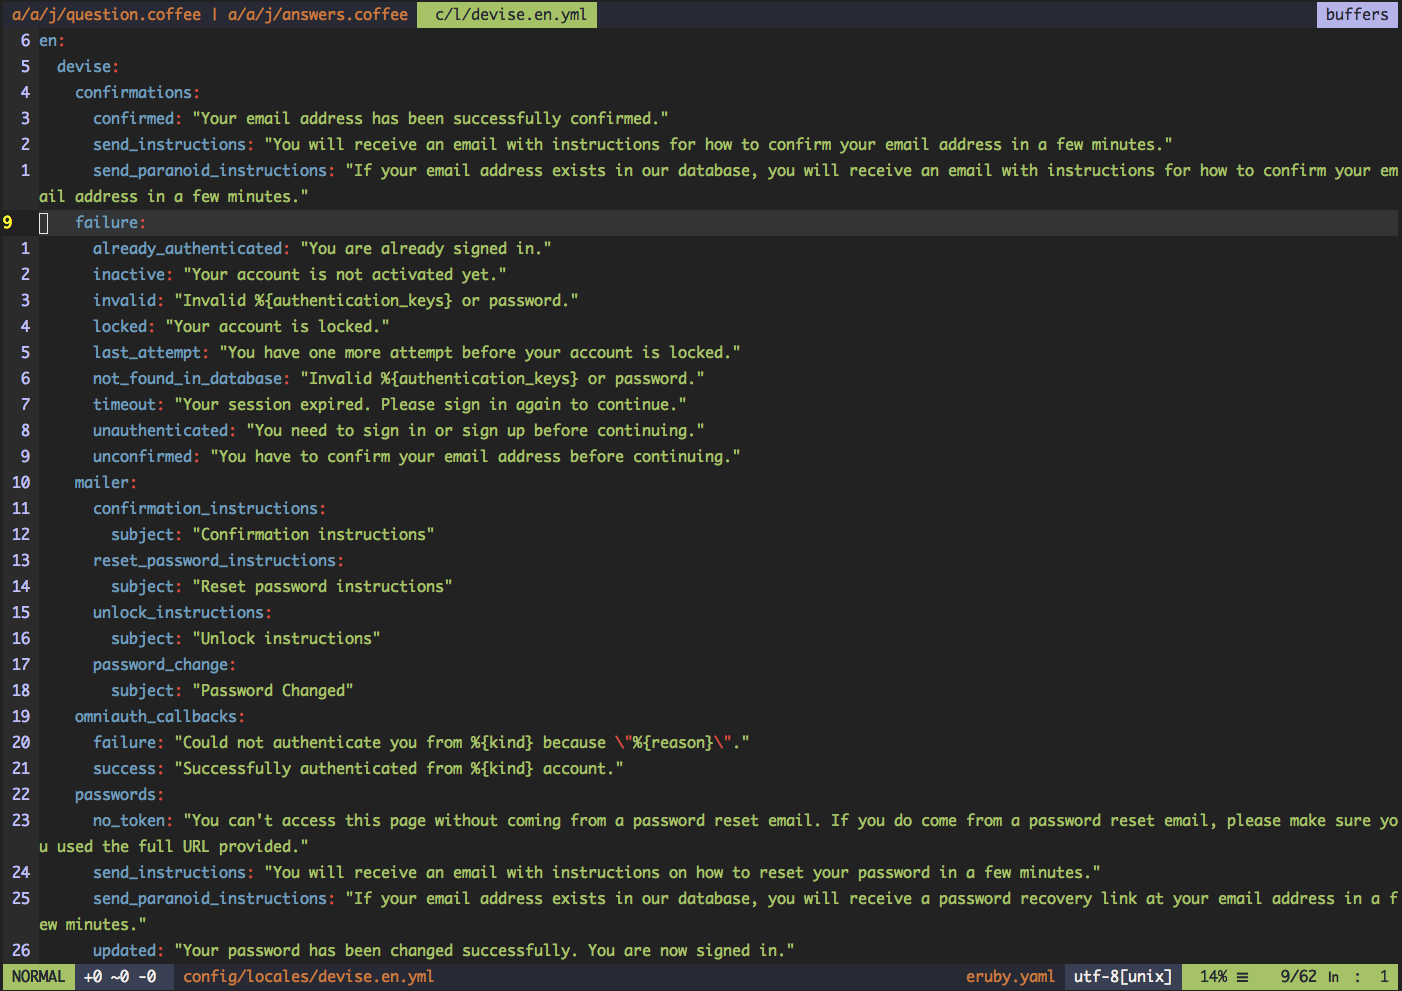 a/a/j/question.coffee | a/a/j/answers.coffee c/l/devise.en.yml buffers
6 en:
5 devise:
4 confirmations:
3 confirmed: "Your email address has been successfully confirmed."
2 send_instructions: "You will receive an email with instructions for how to confirm your email address in a few minutes."
1 send_paranoid_instructions: "If your email address exists in our database, you will receive an email with instructions for how to confirm your em
ail address in a few minutes."
9 failure:
1 already_authenticated: "You are already signed in."
2 inactive: "Your account is not activated yet."
3 invalid: "Invalid %{authentication_keys} or password."
4 locked: "Your account is locked."
5 last_attempt: "You have one more attempt before your account is locked."
6 not_found_in_database: "Invalid %{authentication_keys} or password."
7 timeout: "Your session expired. Please sign in again to continue."
8 unauthenticated: "You need to sign in or sign up before continuing."
9 unconfirmed: "You have to confirm your email address before continuing."
10 mailer:
11 confirmation_instructions:
12 subject: "Confirmation instructions"
13 reset_password_instructions:
14 subject: "Reset password instructions"
15 unlock_instructions:
16 subject: "Unlock instructions"
17 password_change:
18 subject: "Password Changed"
19 omniauth_callbacks:
20 failure: "Could not authenticate you from %{kind} because \"%{reason}\"."
21 success: "Successfully authenticated from %{kind} account."
22 passwords:
23 no_token: "You can't access this page without coming from a password reset email. If you do come from a password reset email, please make sure yo
u used the full URL provided."
24 send_instructions: "You will receive an email with instructions on how to reset your password in a few minutes."
25 send_paranoid_instructions: "If your email address exists in our database, you will receive a password recovery link at your email address in a f
ew minutes."
26 updated: "Your password has been changed successfully. You are now signed in."
NORMAL +0 ~0 -0 config/locales/devise.en.yml eruby.yaml utf-8[unix] 14% ☰ 9/62 ㏑ : 1